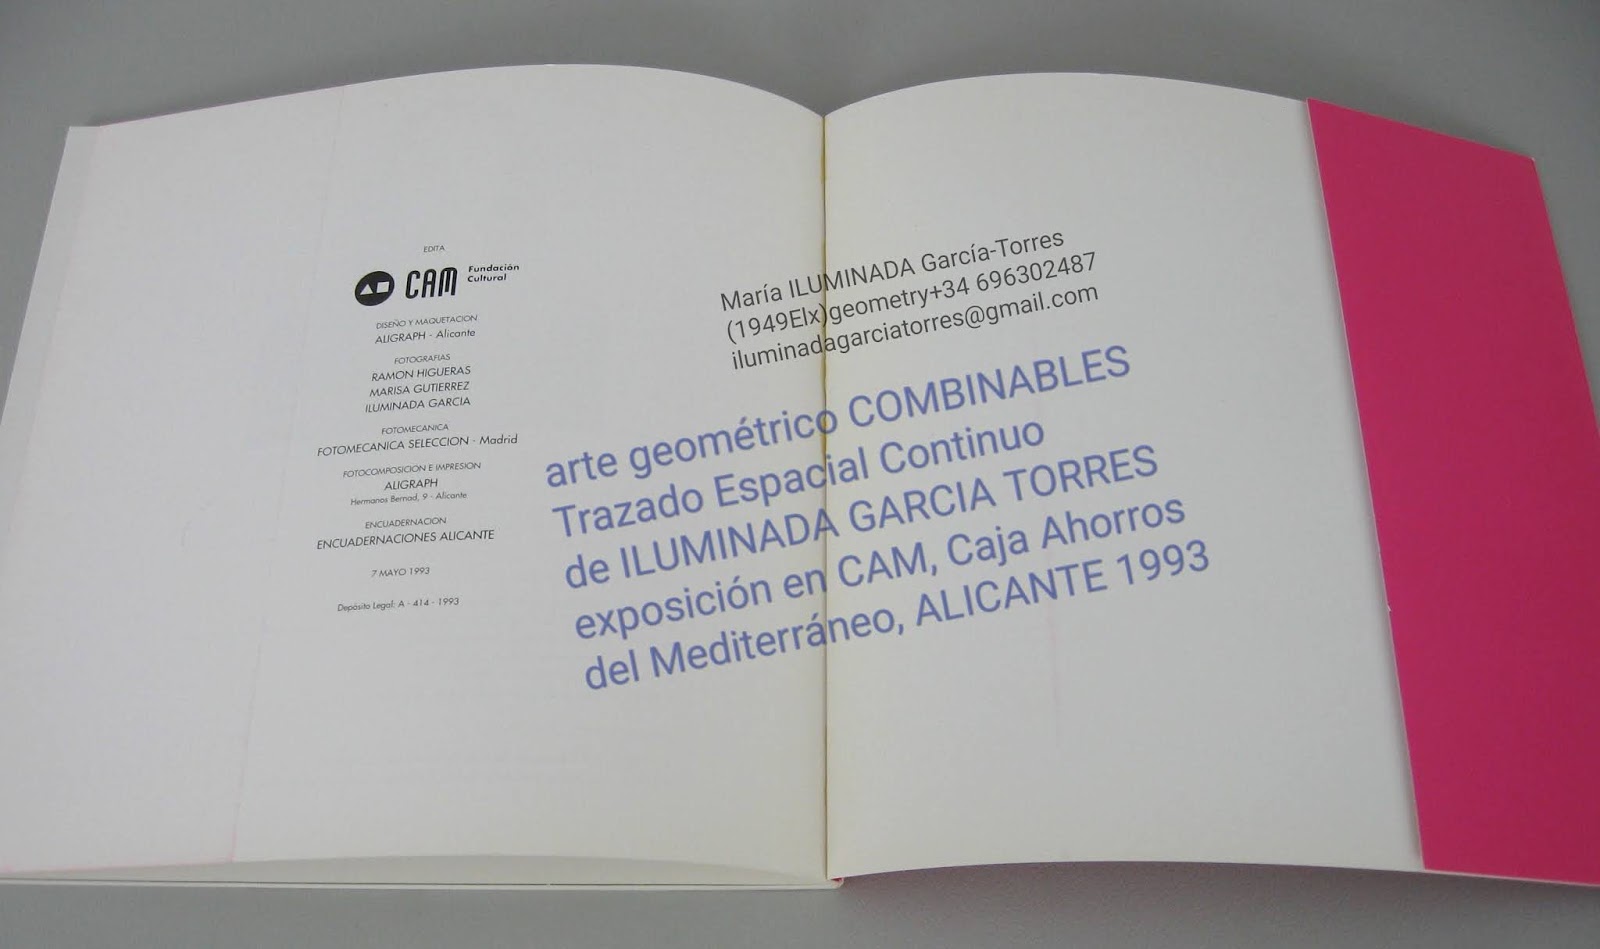 EDITA
CAM Fundación
Cultural
DISEÑO Y MAQUETACION
ALIGRAPH - Alicante
FOTOGRAFIAS
RAMON HIGUERAS
MARISA GUTIERREZ
ILUMINADA GARCIA
FOTOMECANICA
FOTOMECANICA SELECCION - Madrid
FOTOCOMPOSICION E IMPRESION
ALIGRAPH
Hermanos Bernad, 9 - Alicante
ENCUADERNACION
ENCUADERNACIONES ALICANTE
7 MAYO 1993
Depósito Legal: A - 414 - 1993
María ILUMINADA García-Torres
(1949Elx)geometry+34 696302487
iluminadagarciatorres@gmail.com
arte geométrico COMBINABLES
Trazado Espacial Continuo
de ILUMINADA GARCIA TORRES
exposición en CAM, Caja Ahorros
del Mediterráneo, ALICANTE 1993